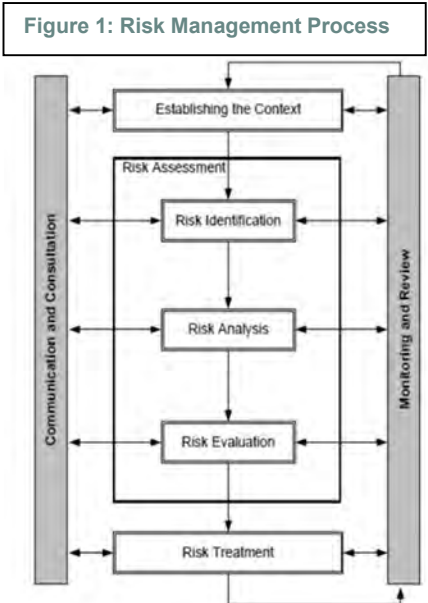 Figure 1: Risk Management Process
Establishing the Context
Risk Assessment
Risk Identification
Risk Analysis
Risk Evaluation
Risk Treatment
Communication and Consultation
Monitoring and Review